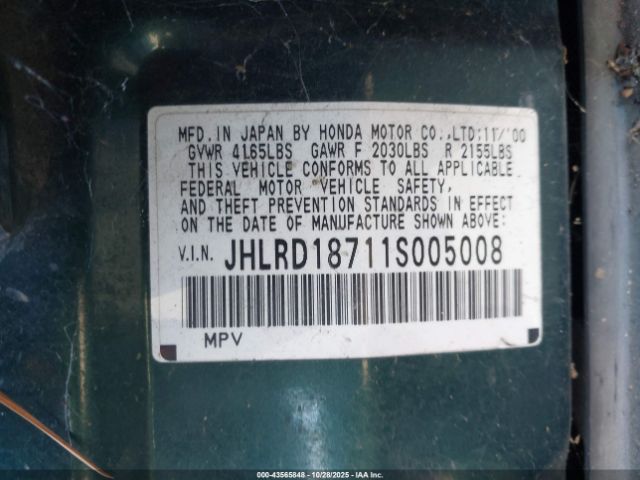 MFD. IN JAPAN BY HONDA MOTOR CO., LTD; 11/'00
GVWR 4165LBS GAWR F 2030LBS R 2155LBS
THIS VEHICLE CONFORMS TO ALL APPLICABLE
FEDERAL MOTOR VEHICLE SAFETY,
AND THEFT PREVENTION STANDARDS IN EFFECT
ON THE DATE OF MANUFACTURE SHOWN ABOVE:
V.I.N. JHLRD18711S005008
MPV
000-43565848 - 10/28/2025 - IAA Inc.